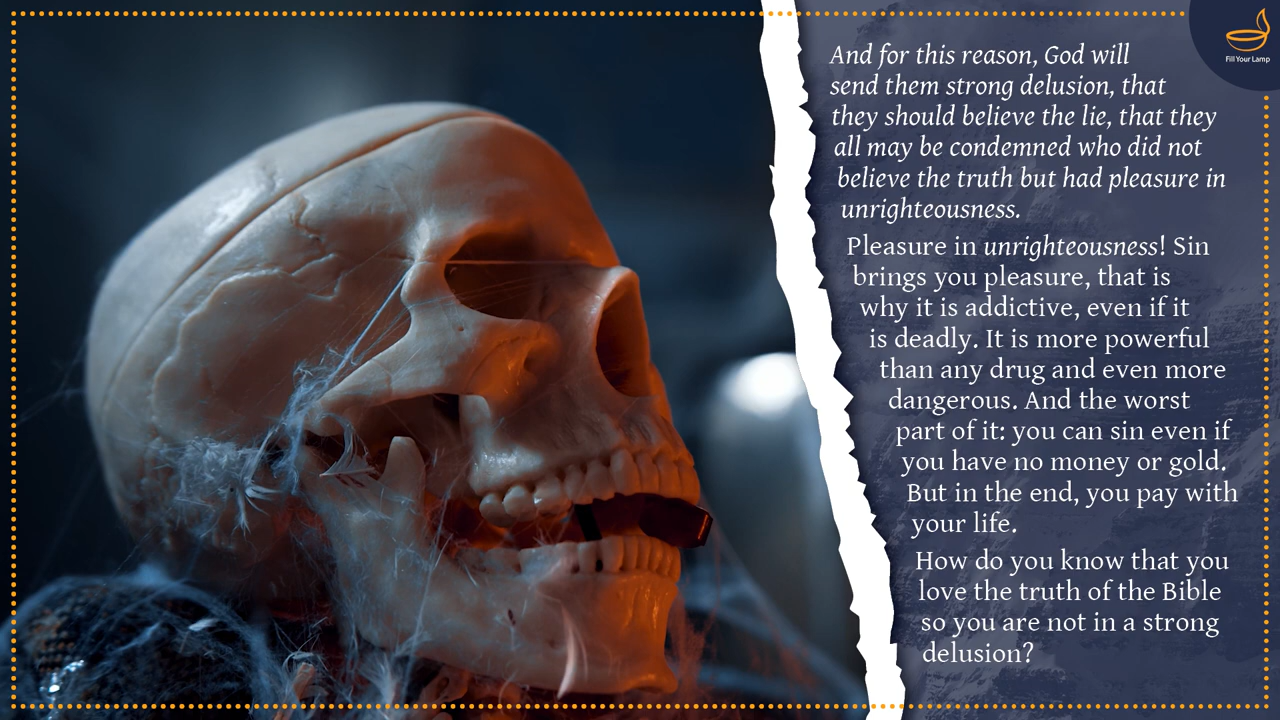 Fill Your Lamp
And for this reason, God will
send them strong delusion, that
they should believe the lie, that they
all may be condemned who did not
believe the truth but had pleasure in
unrighteousness.
Pleasure in unrighteousness! Sin
brings you pleasure, that is
why it is addictive, even if it
is deadly. It is more powerful
than any drug and even more
dangerous. And the worst
part of it: you can sin even if
you have no money or gold.
But in the end, you pay with
your life.
How do you know that you
love the truth of the Bible
so you are not in a strong
delusion?